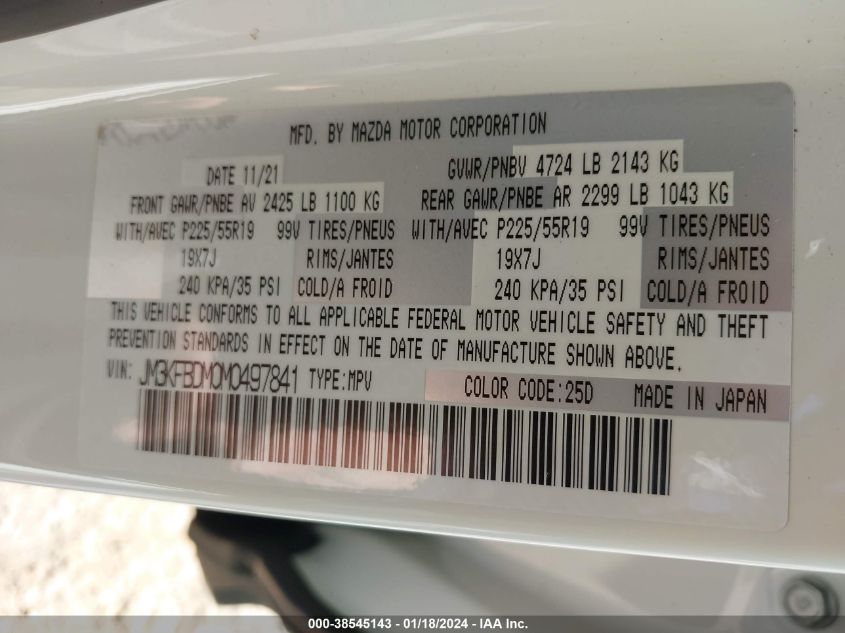 MFD. BY MAZDA MOTOR CORPORATION
DATE 11/21 GVWR/PNBV 4724 LB 2143 KG
FRONT GAWR/PNBE AV 2425 LB 1100 KG REAR GAWR/PNBE AR 2299 LB 1043 KG
WITH/AVEC P225/55R19 99V TIRES/PNEUS WITH/AVEC P225/55R19 99V TIRES/PNEUS
19X7J RIMS/JANTES 19X7J RIMS/JANTES
240 KPA/35 PSI COLD/A FROID 240 KPA/35 PSI COLD/A FROID
THIS VEHICLE CONFORMS TO ALL APPLICABLE FEDERAL MOTOR VEHICLE SAFETY AND THEFT
PREVENTION STANDARDS IN EFFECT ON THE DATE OF MANUFACTURE SHOWN ABOVE.
VIN: JM3KFBDM0M0497841 TYPE:MPV COLOR CODE:25D MADE IN JAPAN
000-38545143 - 01/18/2024 - IAA Inc.